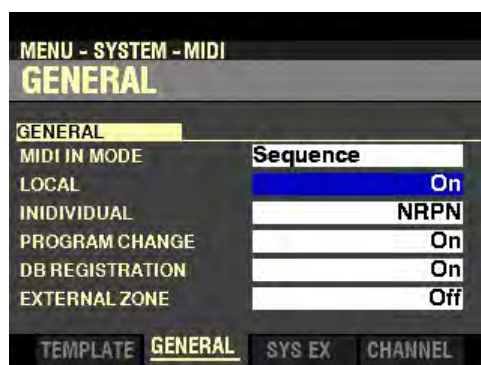 MENU - SYSTEM - MIDI
GENERAL
GENERAL
MIDI IN MODE Sequence
LOCAL On
INIDIVIDUAL NRPN
PROGRAM CHANGE On
DB REGISTRATION On
EXTERNAL ZONE Off
TEMPLATE GENERAL SYS EX CHANNEL